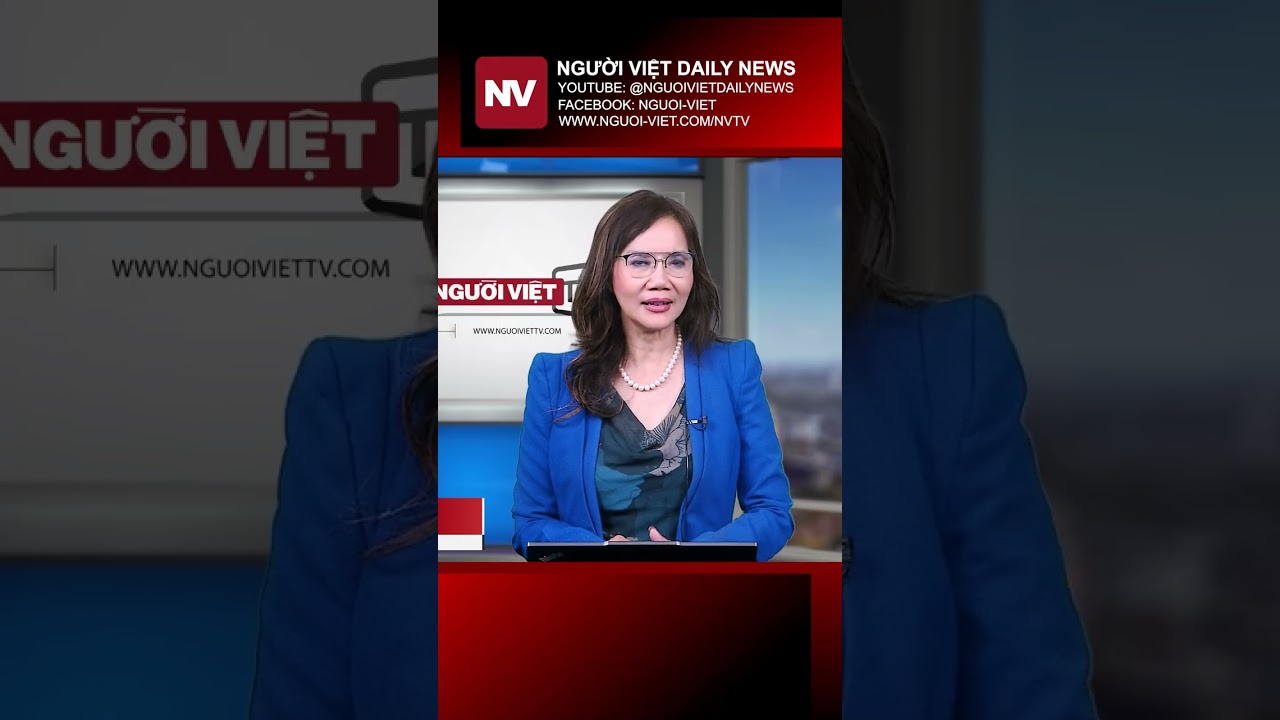 NV
NGƯỜI VIỆT DAILY NEWS
YOUTUBE: @NGUOIVIETDAILYNEWS
FACEBOOK: NGUOI-VIET
WWW.NGUOI-VIET.COM/NVTV
NGƯỜI VIỆT
WWW.NGUOIVIETTV.COM
NGƯỜI VIỆT
WWW.NGUOIVIETTV.COM